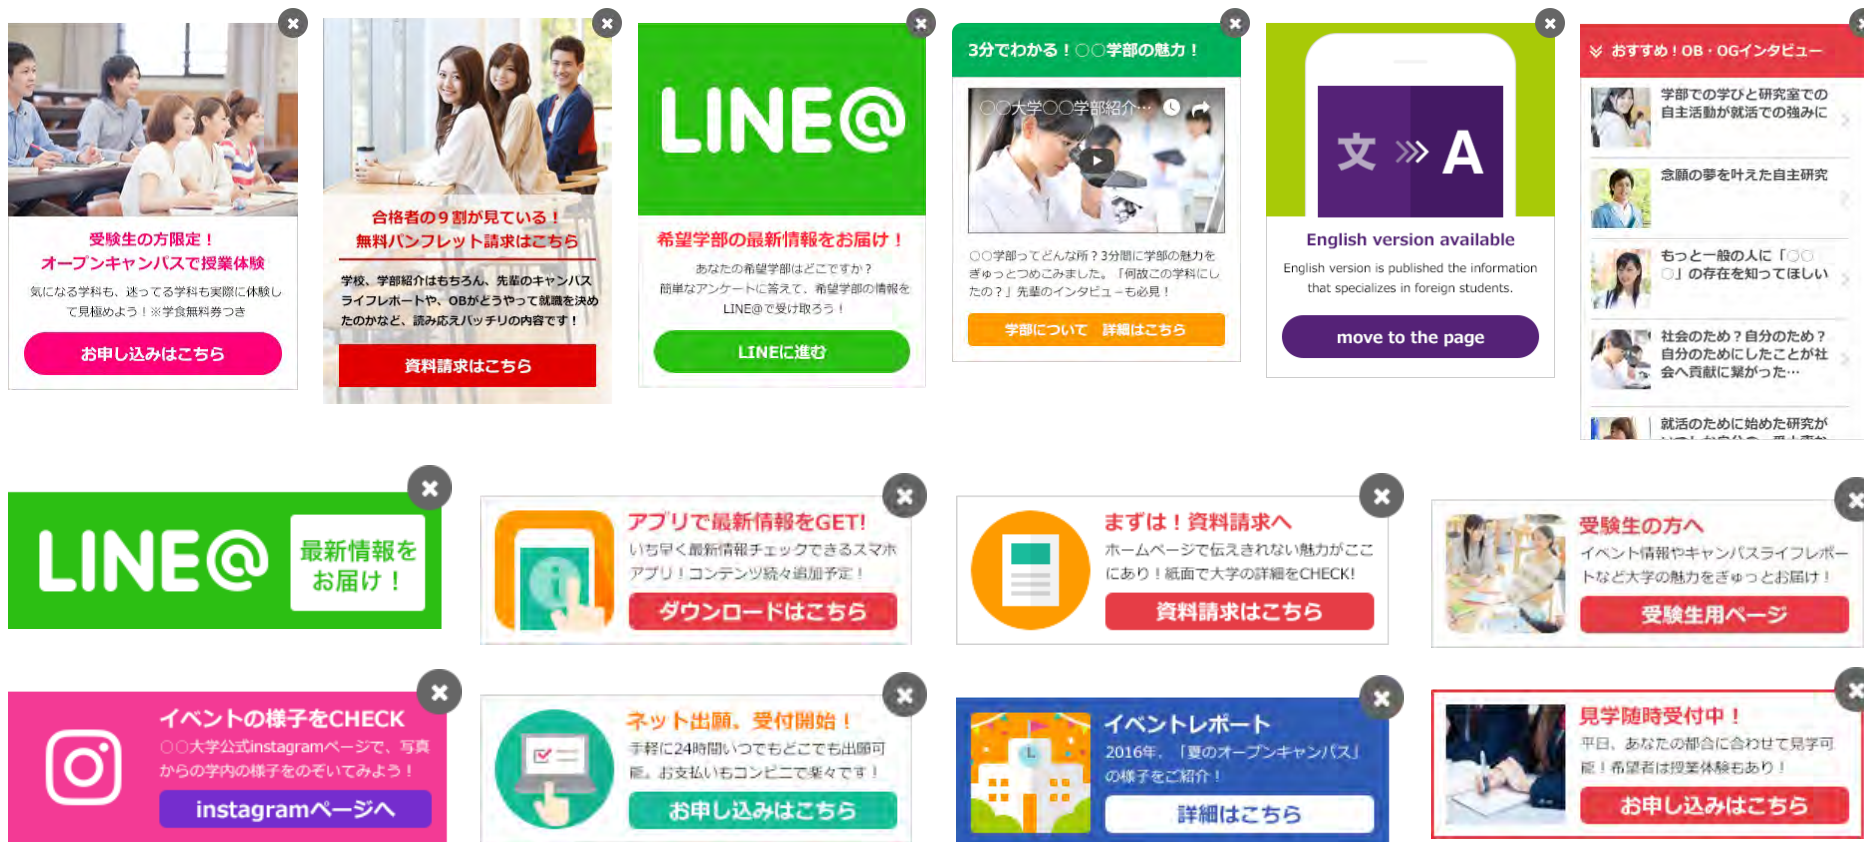 受験生の方限定！
オープンキャンパスで授業体験
気になる学科も、迷ってる学科も実際に体験し
て見極めよう！※学食無料券つき
お申し込みはこちら
合格者の９割が見ている！
無料パンフレット請求はこちら
学校、学部紹介はもちろん、先輩のキャンパス
ライフレポートや、OBがどうやって就職を決め
たのかなど、読み応えバッチリの内容です！
資料請求はこちら
LINE@
希望学部の最新情報をお届け！
あなたの希望学部はどこですか？
簡単なアンケートに答えて、希望学部の情報を
LINE@で受け取ろう！
LINEに進む
3分でわかる！○○学部の魅力！
○○大学○○学部紹介…
○○学部ってどんな所？3分間に学部の魅力を
ぎゅっとつめこみました。「何故この学科にし
たの？」先輩のインタビューも必見！
学部について　詳細はこちら
文 A
English version available
English version is published the information
that specializes in foreign students.
move to the page
おすすめ！OB・OGインタビュー
学部での学びと研究室での
自主活動が就活での強みに
念願の夢を叶えた自主研究
もっと一般の人に「○○
○」の存在を知ってほしい
社会のため？自分のため？
自分のためにしたことが社
会へ貢献に繋がった…
就活のために始めた研究が
LINE@
最新情報を
お届け！
アプリで最新情報をGET!
いち早く最新情報チェックできるスマホ
アプリ！コンテンツ続々追加予定！
ダウンロードはこちら
まずは！資料請求へ
ホームページで伝えきれない魅力がここ
にあり！紙面で大学の詳細をCHECK!
資料請求はこちら
受験生の方へ
イベント情報やキャンパスライフレポー
トなど大学の魅力をぎゅっとお届け！
受験生用ページ
イベントの様子をCHECK
○○大学公式instagramページで、写真
からの学内の様子をのぞいてみよう！
instagramページへ
ネット出願、受付開始！
手軽に24時間いつでもどこでも出願可
能。お支払いもコンビニで楽々です！
お申し込みはこちら
イベントレポート
2016年、「夏のオープンキャンパス」
の様子をご紹介！
詳細はこちら
見学随時受付中！
平日、あなたの都合に合わせて見学可
能！希望者は授業体験もあり！
お申し込みはこちら